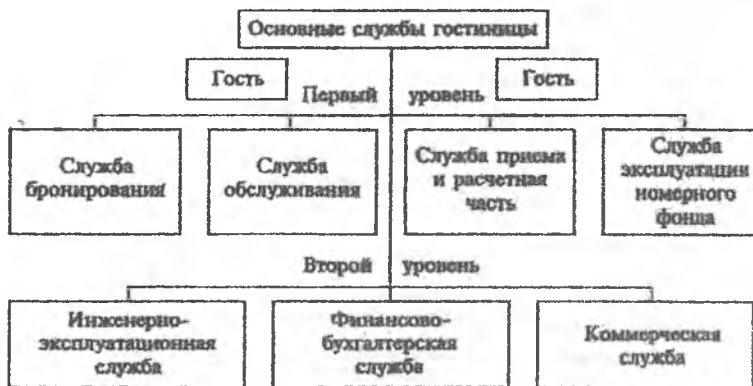 Основные службы гостиницы
Гость
Гость
Первый уровень
Служба
бронирования
Служба
обслуживания
Служба приема
и расчетная
часть
Служба
эксплуатации
номерного
фонда
Второй уровень
Инженерно-
эксплуатационная
служба
Финансово-
бухгалтерская
служба
Коммерческая
служба